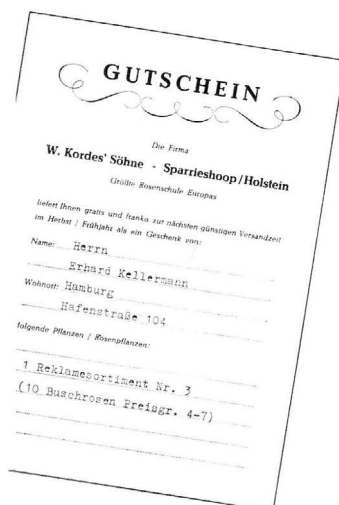 GUTSCHEIN
Die Firma
W. Kordes' Söhne - Sparrieshoop/Holstein
Größte Rosenschule Europas
liefert Ihnen gratis und franko zur nächsten günstigen Versandzeit
im Herbst / Frühjahr als ein Geschenk von:
Name: Herrn
Erhard Kellermann
Wohnort: Hamburg
Hafenstraße 104
folgende Pflanzen / Rosenpflanzen:
1 Reklamesortiment Nr. 3
(10 Buschrosen Preisgr. 4-7)